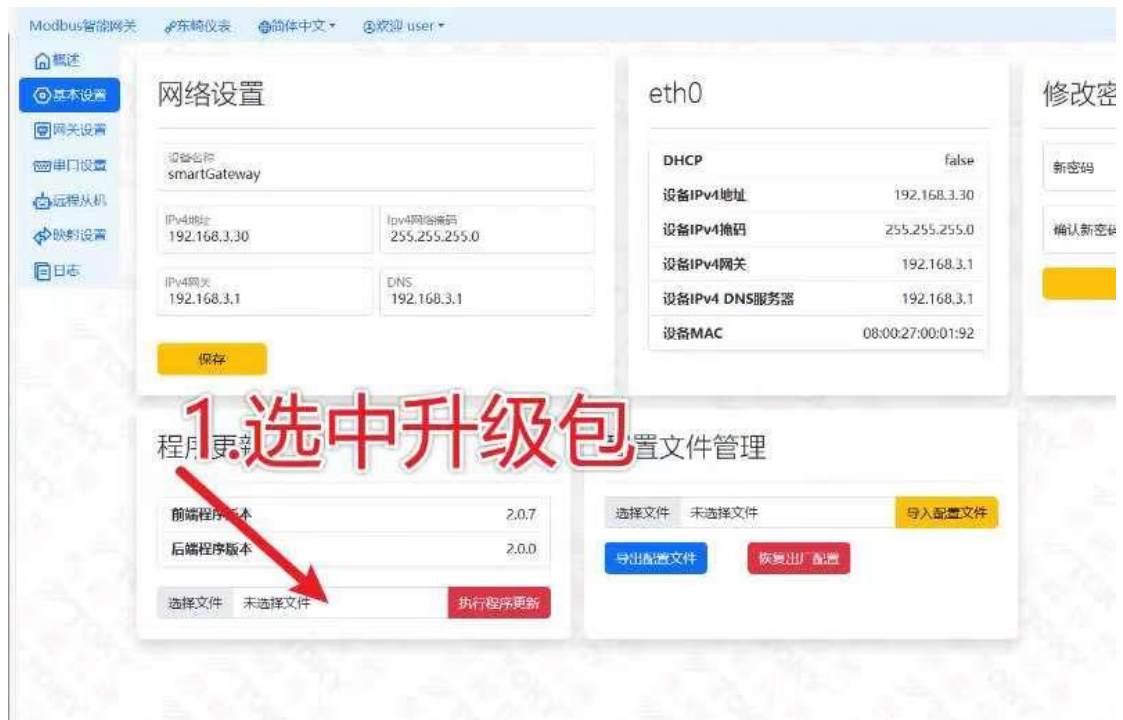 Modbus智能网关 东崎仪表 简体中文 欢迎 user
概述
基本设置
网关设置
串口设置
远程从机
映射设置
日志
网络设置
设备名称
smartGateway
IPv4地址
192.168.3.30
Ipv4网络掩码
255.255.255.0
IPv4网关
192.168.3.1
DNS
192.168.3.1
保存
eth0
DHCP false
设备IPv4地址 192.168.3.30
设备IPv4掩码 255.255.255.0
设备IPv4网关 192.168.3.1
设备IPv4 DNS服务器 192.168.3.1
设备MAC 08:00:27:00:01:92
修改密
新密码
确认新密码
1.选中升级包
程序更新
前端程序版本 2.0.7
后端程序版本 2.0.0
选择文件 未选择文件 执行程序更新
配置文件管理
选择文件 未选择文件 导入配置文件
导出配置文件 恢复出厂配置